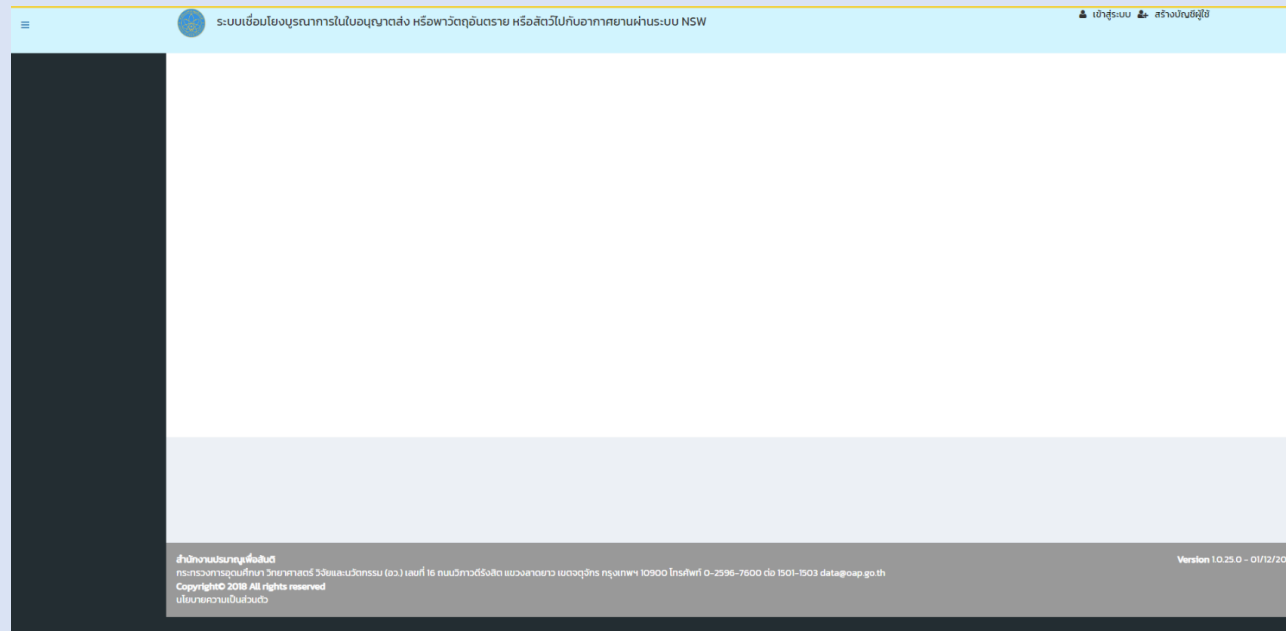 ระบบเชื่อมโยงบูรณาการในใบอนุญาตส่ง หรือพาวัตถุอันตราย หรือสัตว์ไปกับอากาศยานผ่านระบบ NSW
เข้าสู่ระบบ สร้างบัญชีผู้ใช้
สำนักงานปรมาณูเพื่อสันติ
กระทรวงการอุดมศึกษา วิทยาศาสตร์ วิจัยและนวัตกรรม (อว.) เลขที่ 16 ถนนวิภาวดีรังสิต แขวงลาดยาว เขตจตุจักร กรุงเทพฯ 10900 โทรศัพท์ 0-2596-7600 ต่อ 1501-1503 data@oap.go.th
Copyright© 2018 All rights reserved
นโยบายความเป็นส่วนตัว
Version 1.0.25.0 - 01/12/20